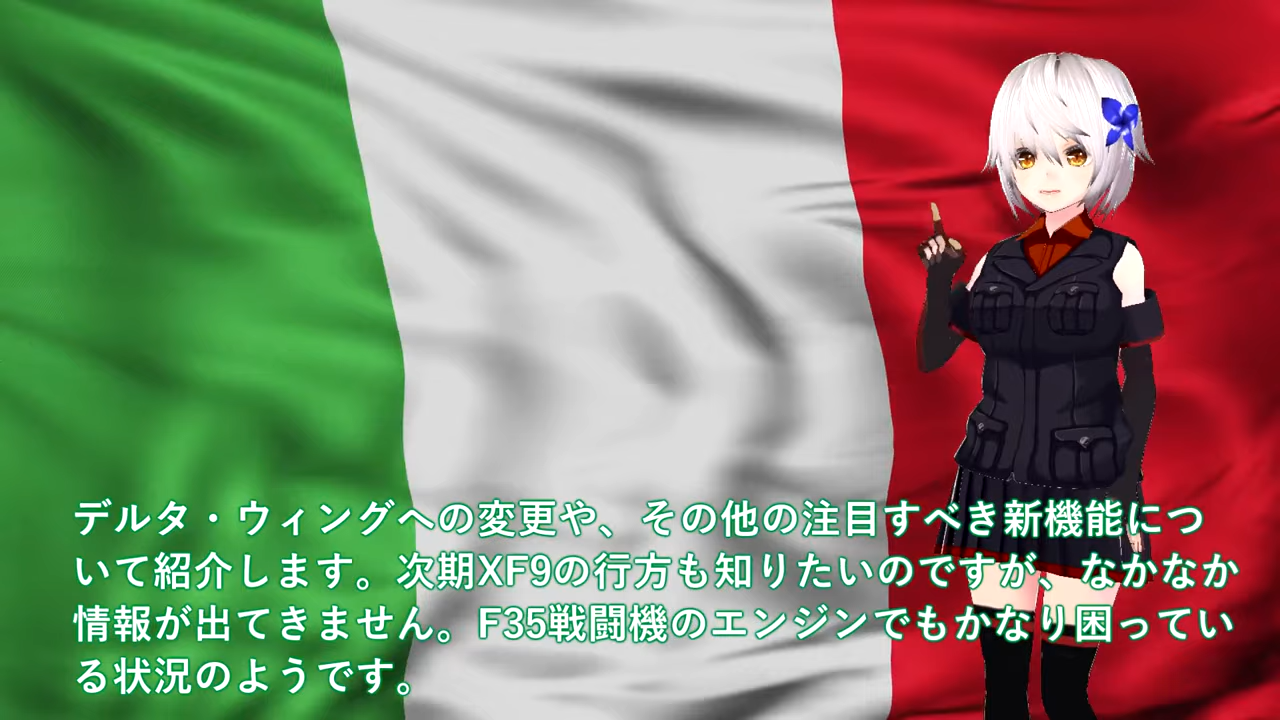 デルタ・ウィングへの変更や、その他の注目すべき新機能につ
いて紹介します。次期XF9の行方も知りたいのですが、なかなか
情報が出てきません。F35戦闘機のエンジンでもかなり困ってい
る状況のようです。